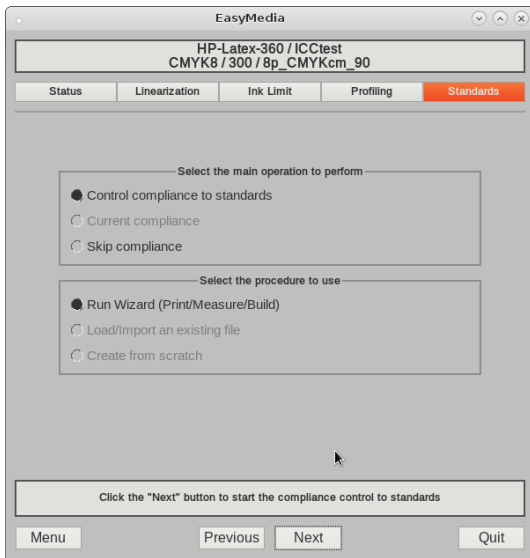 EasyMedia
HP-Latex-360 / ICCtest
CMYK8 / 300 / 8p_CMYKcm_90
Status Linearization Ink Limit Profiling Standards
Select the main operation to perform
Control compliance to standards
Current compliance
Skip compliance
Select the procedure to use
Run Wizard (Print/Measure/Build)
Load/Import an existing file
Create from scratch
Click the "Next" button to start the compliance control to standards
Menu Previous Next Quit